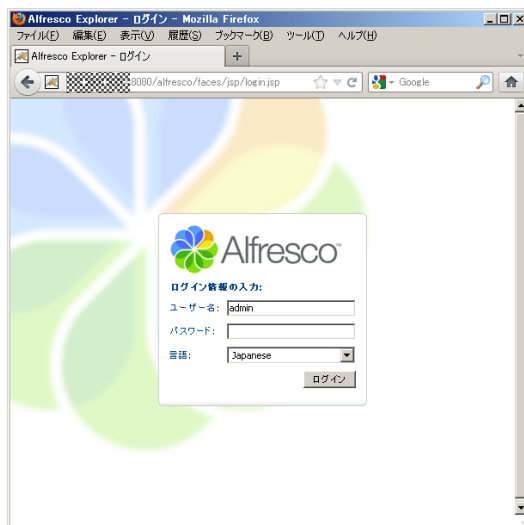 Alfresco Explorer - ログイン - Mozilla Firefox
ファイル(F) 編集(E) 表示(V) 履歴(S) ブックマーク(B) ツール(T) ヘルプ(H)
Alfresco Explorer - ログイン
:8080/alfresco/faces/jsp/login.jsp
Google
Alfresco™
ログイン情報の入力:
ユーザー名: admin
パスワード:
言語: Japanese
ログイン